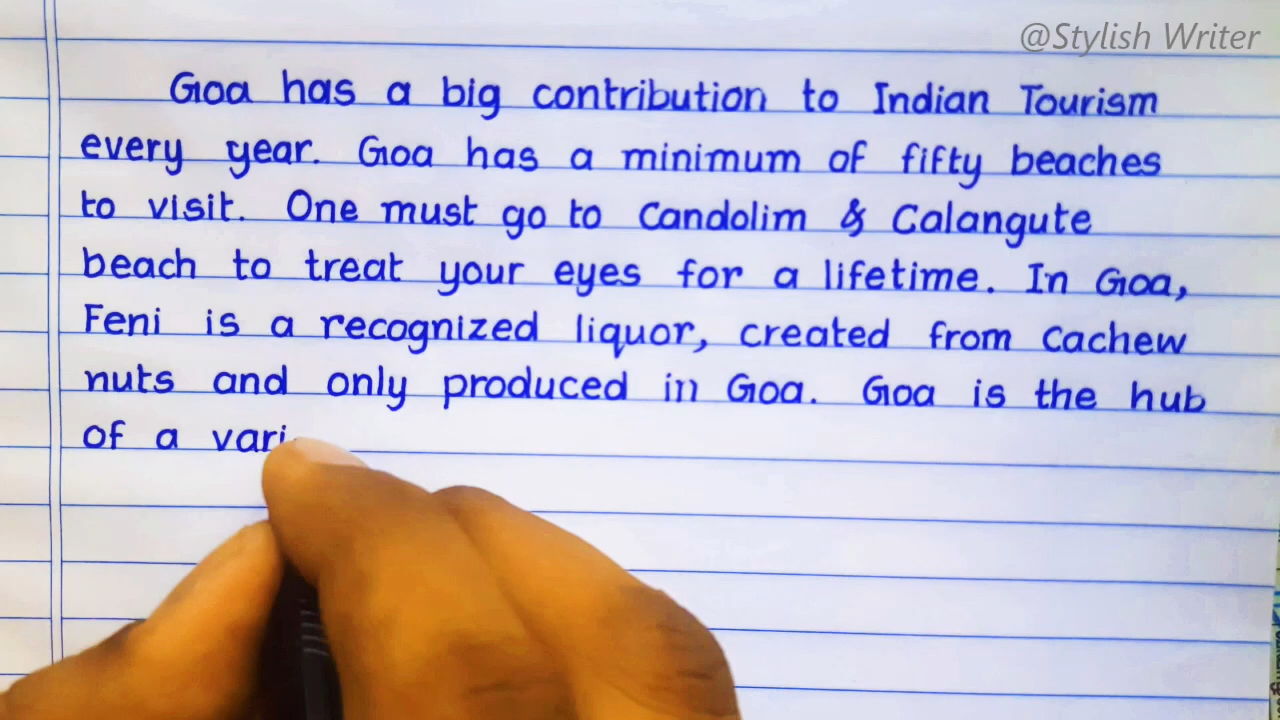 @Stylish Writer
Goa has a big contribution to Indian Tourism
every year. Goa has a minimum of fifty beaches
to visit. One must go to Candolim & Calangute
beach to treat your eyes for a lifetime. In Goa,
Feni is a recognized liquor, created from Cachew
nuts and only produced in Goa. Goa is the hub
of a vari